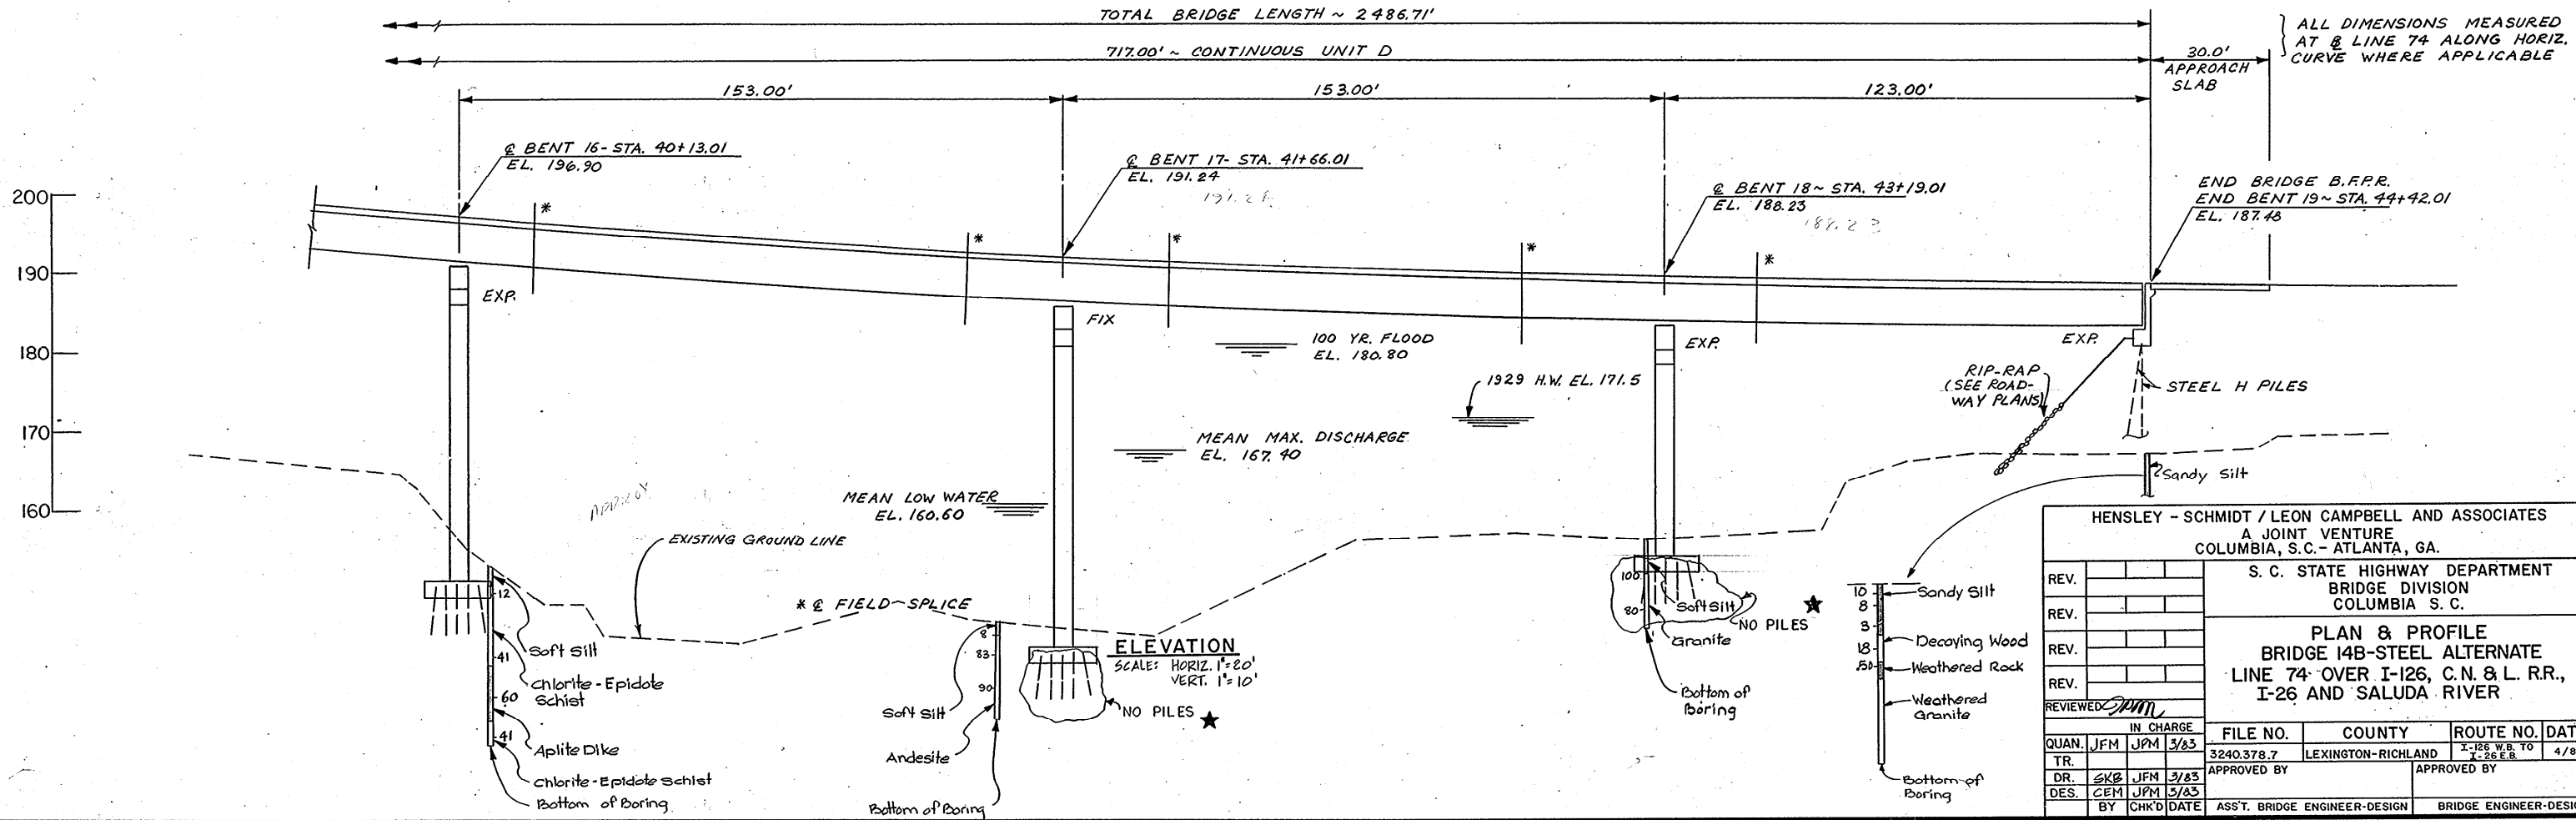 TOTAL BRIDGE LENGTH ~ 2486.71'
717.00' ~ CONTINUOUS UNIT D
30.0'
APPROACH
SLAB
ALL DIMENSIONS MEASURED
AT ℄ LINE 74 ALONG HORIZ.
CURVE WHERE APPLICABLE
153.00'
153.00'
123.00'
℄ BENT 16- STA. 40+13.01
EL. 196.90
℄ BENT 17- STA. 41+66.01
EL. 191.24
℄ BENT 18~ STA. 43+19.01
EL. 188.23
188.23
END BRIDGE B.F.P.R.
END BENT 19~ STA. 44+42.01
EL. 187.48
200
190
180
170
160
*
*
*
*
*
EXP.
FIX
EXP.
EXP.
100 YR. FLOOD
EL. 180.80
1929 H.W. EL. 171.5
MEAN MAX. DISCHARGE
EL. 167.40
MEAN LOW WATER
EL. 160.60
RIP-RAP
(SEE ROAD-
WAY PLANS)
STEEL H PILES
Sandy Silt
EXISTING GROUND LINE
* ℄ FIELD~SPLICE
12
41
60
41
Soft Silt
Chlorite-Epidote
Schist
Aplite Dike
Chlorite-Epidote Schist
Bottom of Boring
8
83
90
Soft Silt
Andesite
Bottom of Boring
ELEVATION
SCALE: HORIZ. 1"=20'
VERT. 1"=10'
NO PILES ★
100
80
Soft Silt
Granite
NO PILES ★
Bottom of
Boring
10
8
3
18
50
Sandy Silt
Decaying Wood
Weathered Rock
Weathered
Granite
Bottom of
Boring
HENSLEY - SCHMIDT / LEON CAMPBELL AND ASSOCIATES
A JOINT VENTURE
COLUMBIA, S.C. - ATLANTA, GA.
REV.
REV.
REV.
REV.
S. C. STATE HIGHWAY DEPARTMENT
BRIDGE DIVISION
COLUMBIA S. C.
PLAN & PROFILE
BRIDGE 14B-STEEL ALTERNATE
LINE 74 OVER I-126, C.N. & L. R.R.,
I-26 AND SALUDA RIVER
REVIEWED JPM
IN CHARGE
QUAN. JFM JPM 3/83
TR.
DR. SKB JFM 3/83
DES. CEM JPM 3/83
BY CHK'D DATE
FILE NO. COUNTY ROUTE NO. DAT
3240.378.7 LEXINGTON-RICHLAND I-126 W.B. TO I-26 E.B. 4/8
APPROVED BY APPROVED BY
ASS'T. BRIDGE ENGINEER-DESIGN BRIDGE ENGINEER-DESIG